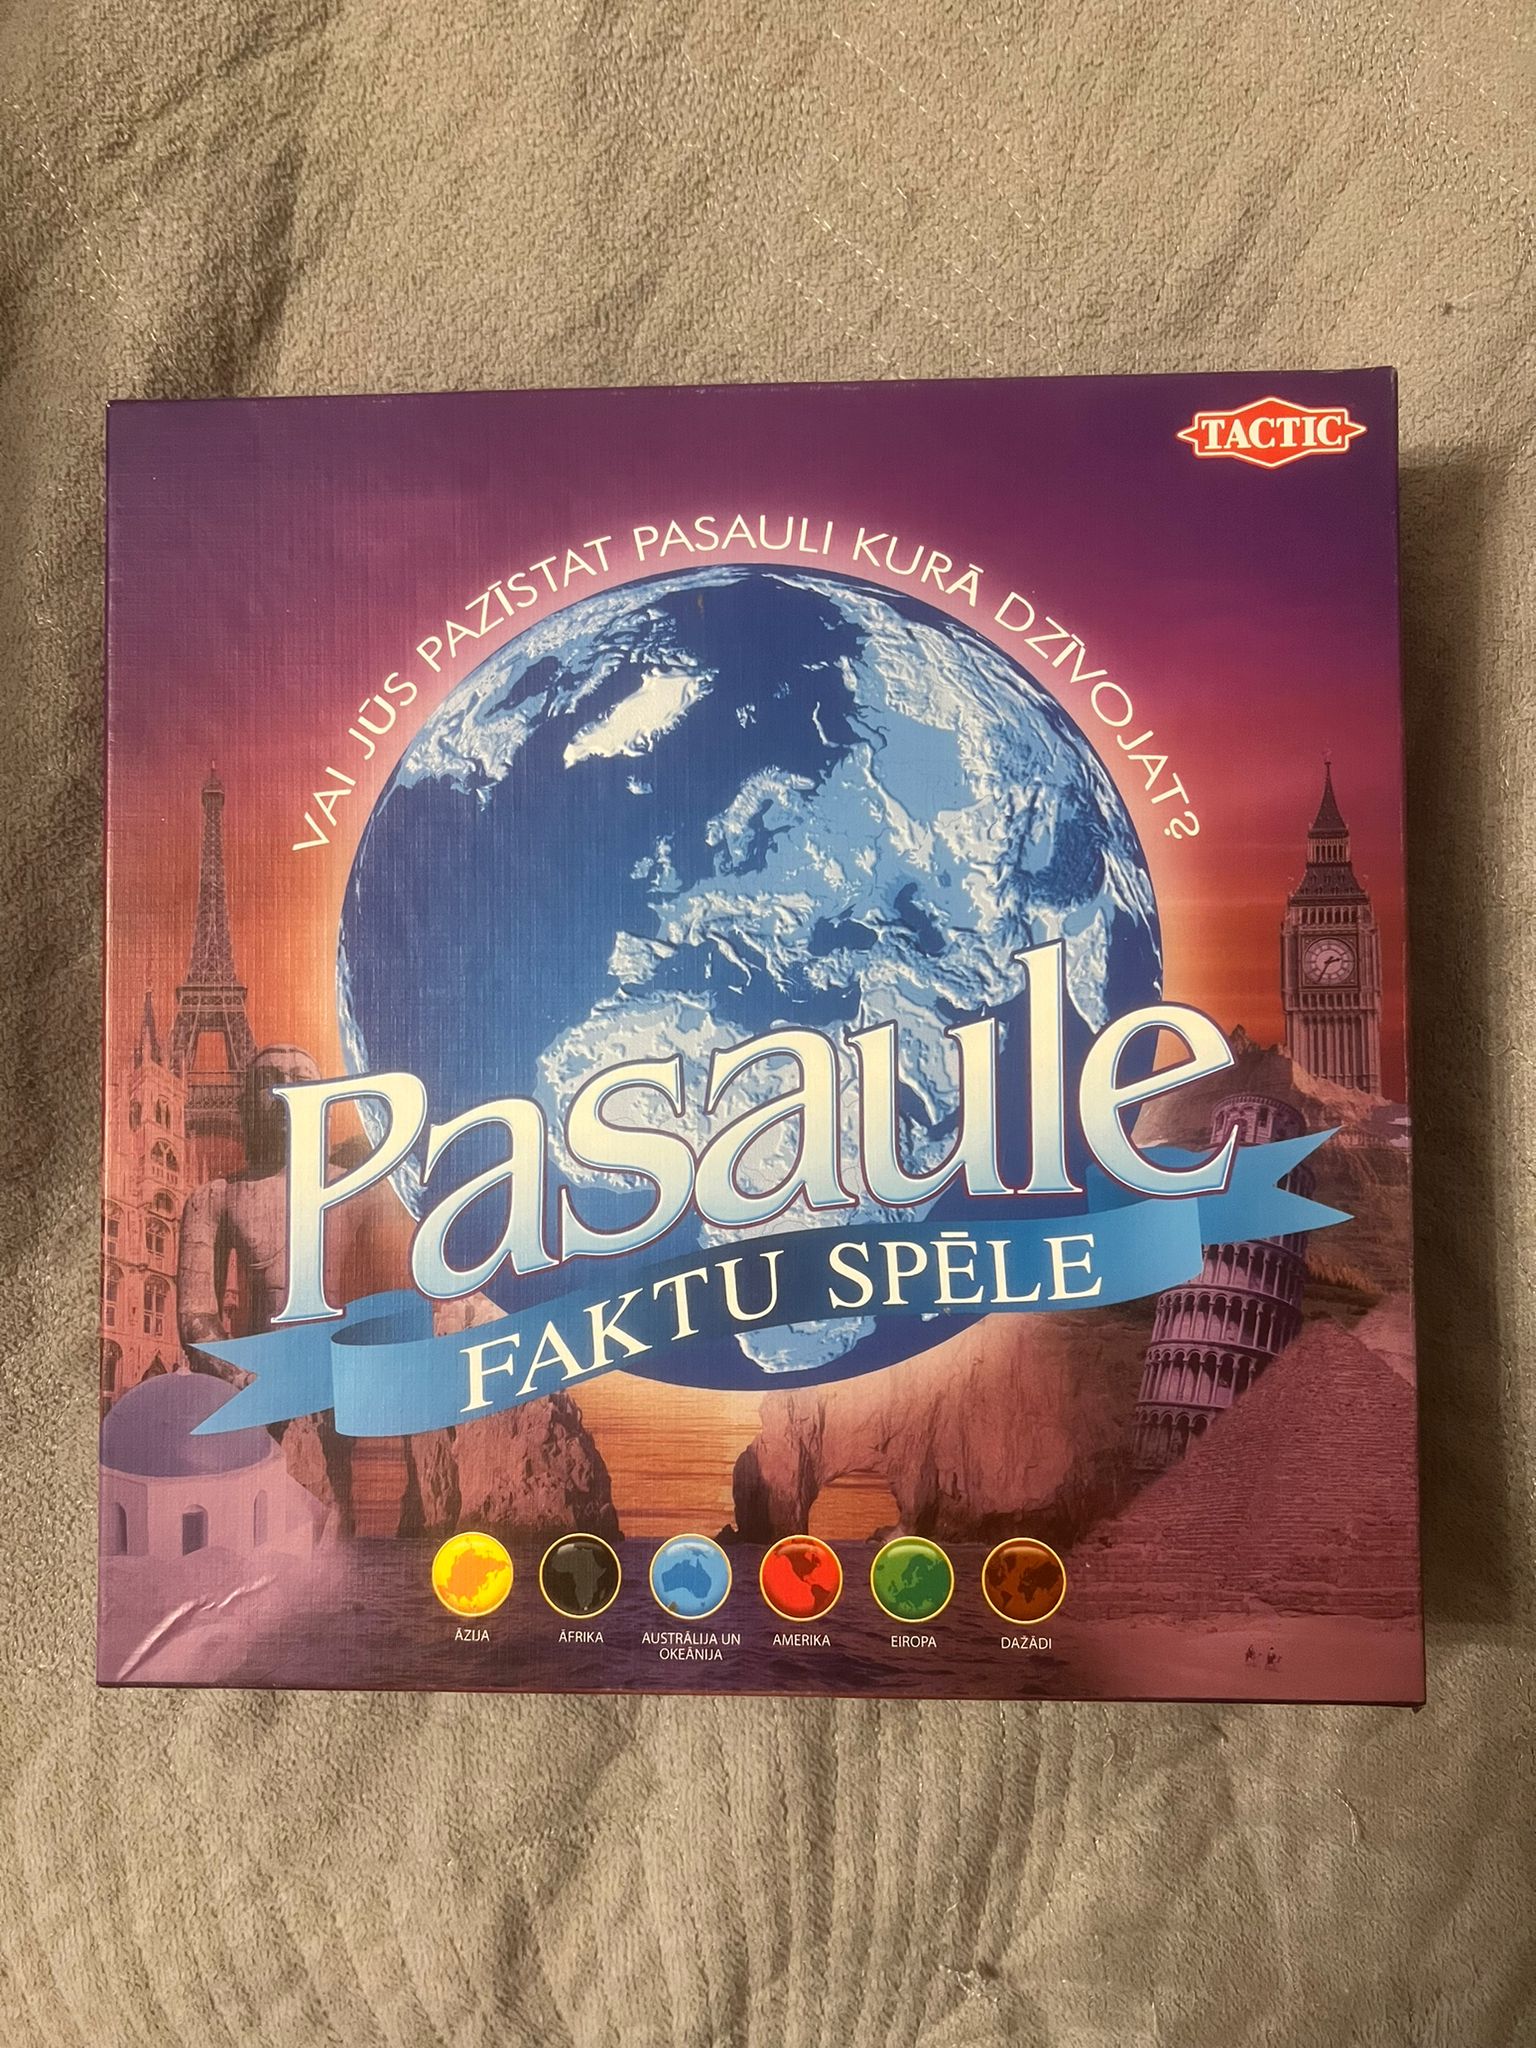 TACTIC
VAI JŪS PAZĪSTAT PASAULI KURĀ DZĪVOJAT?
Pasaule
FAKTU SPĒLE
ĀZIJA
ĀFRIKA
AUSTRĀLIJA UN
OKEĀNIJA
AMERIKA
EIROPA
DAŽĀDI